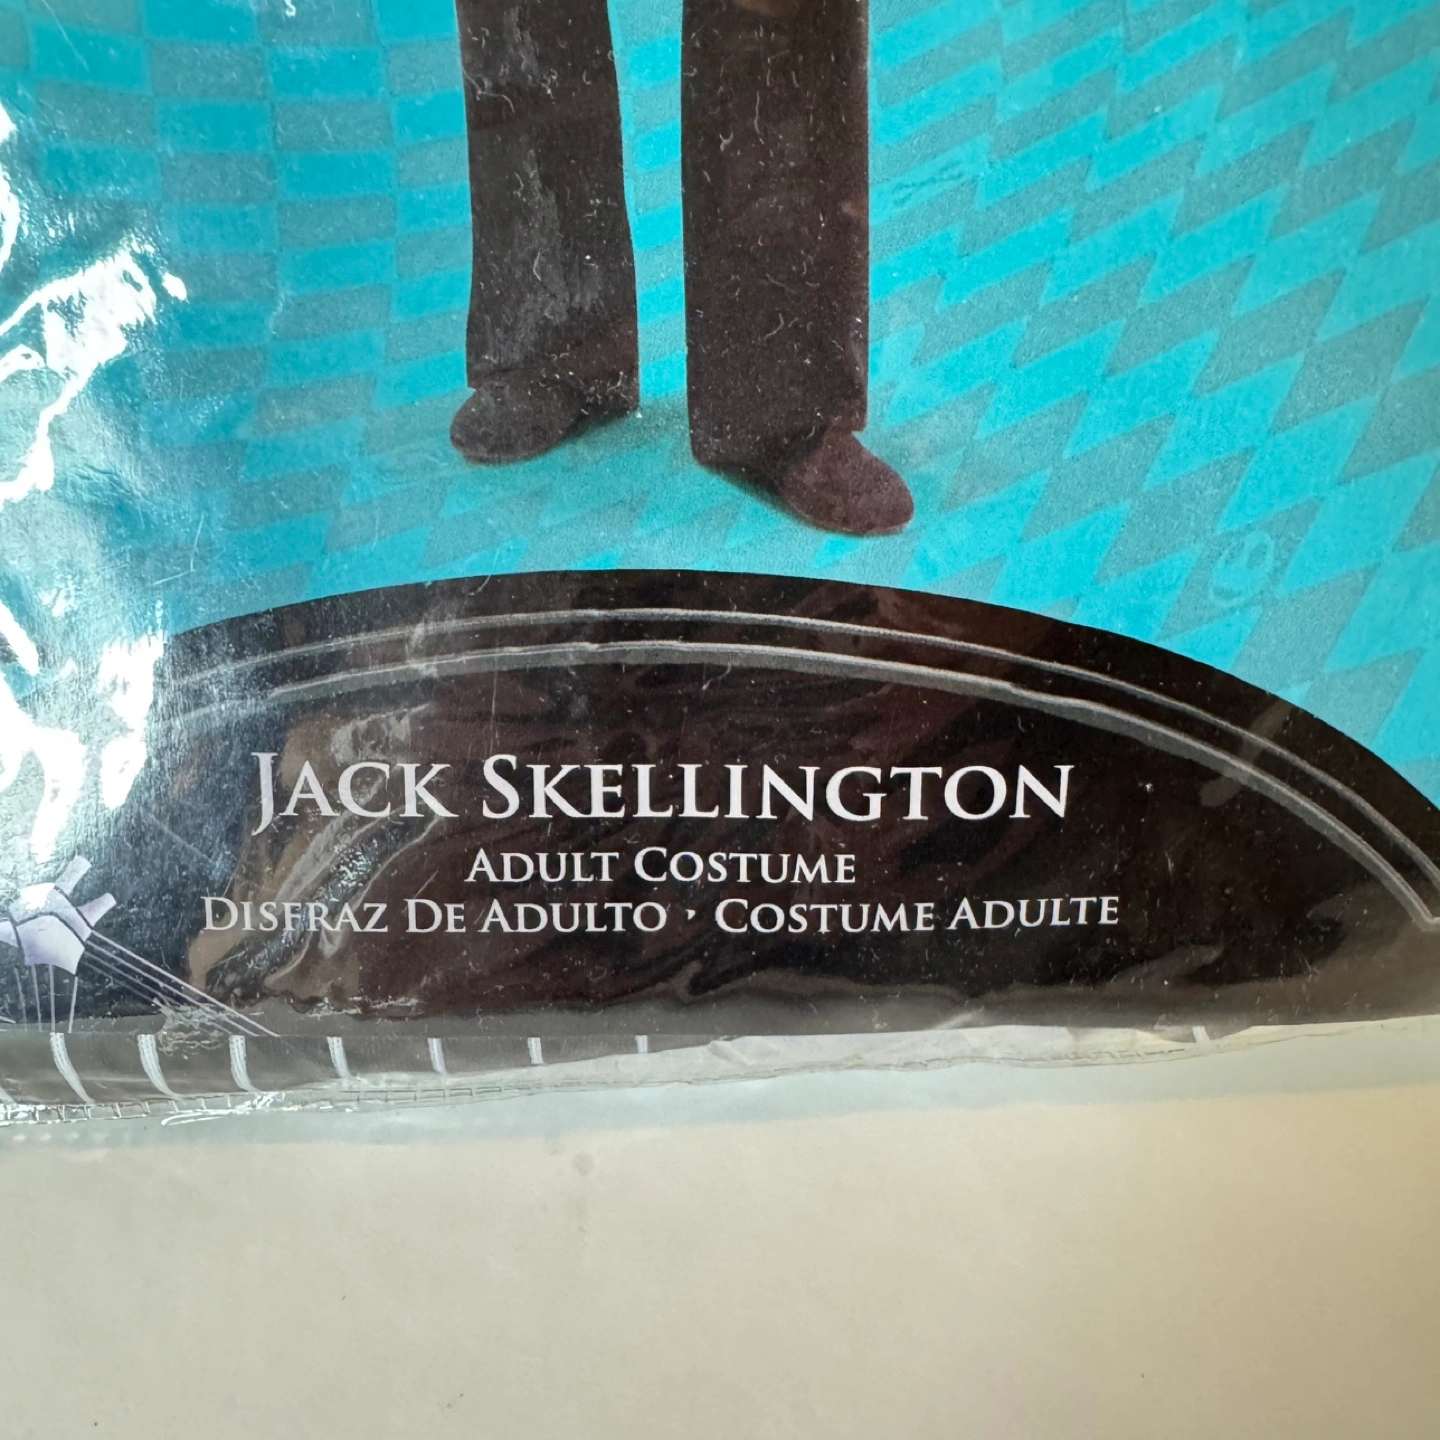 JACK SKELLINGTON
ADULT COSTUME
DISFRAZ DE ADULTO · COSTUME ADULTE